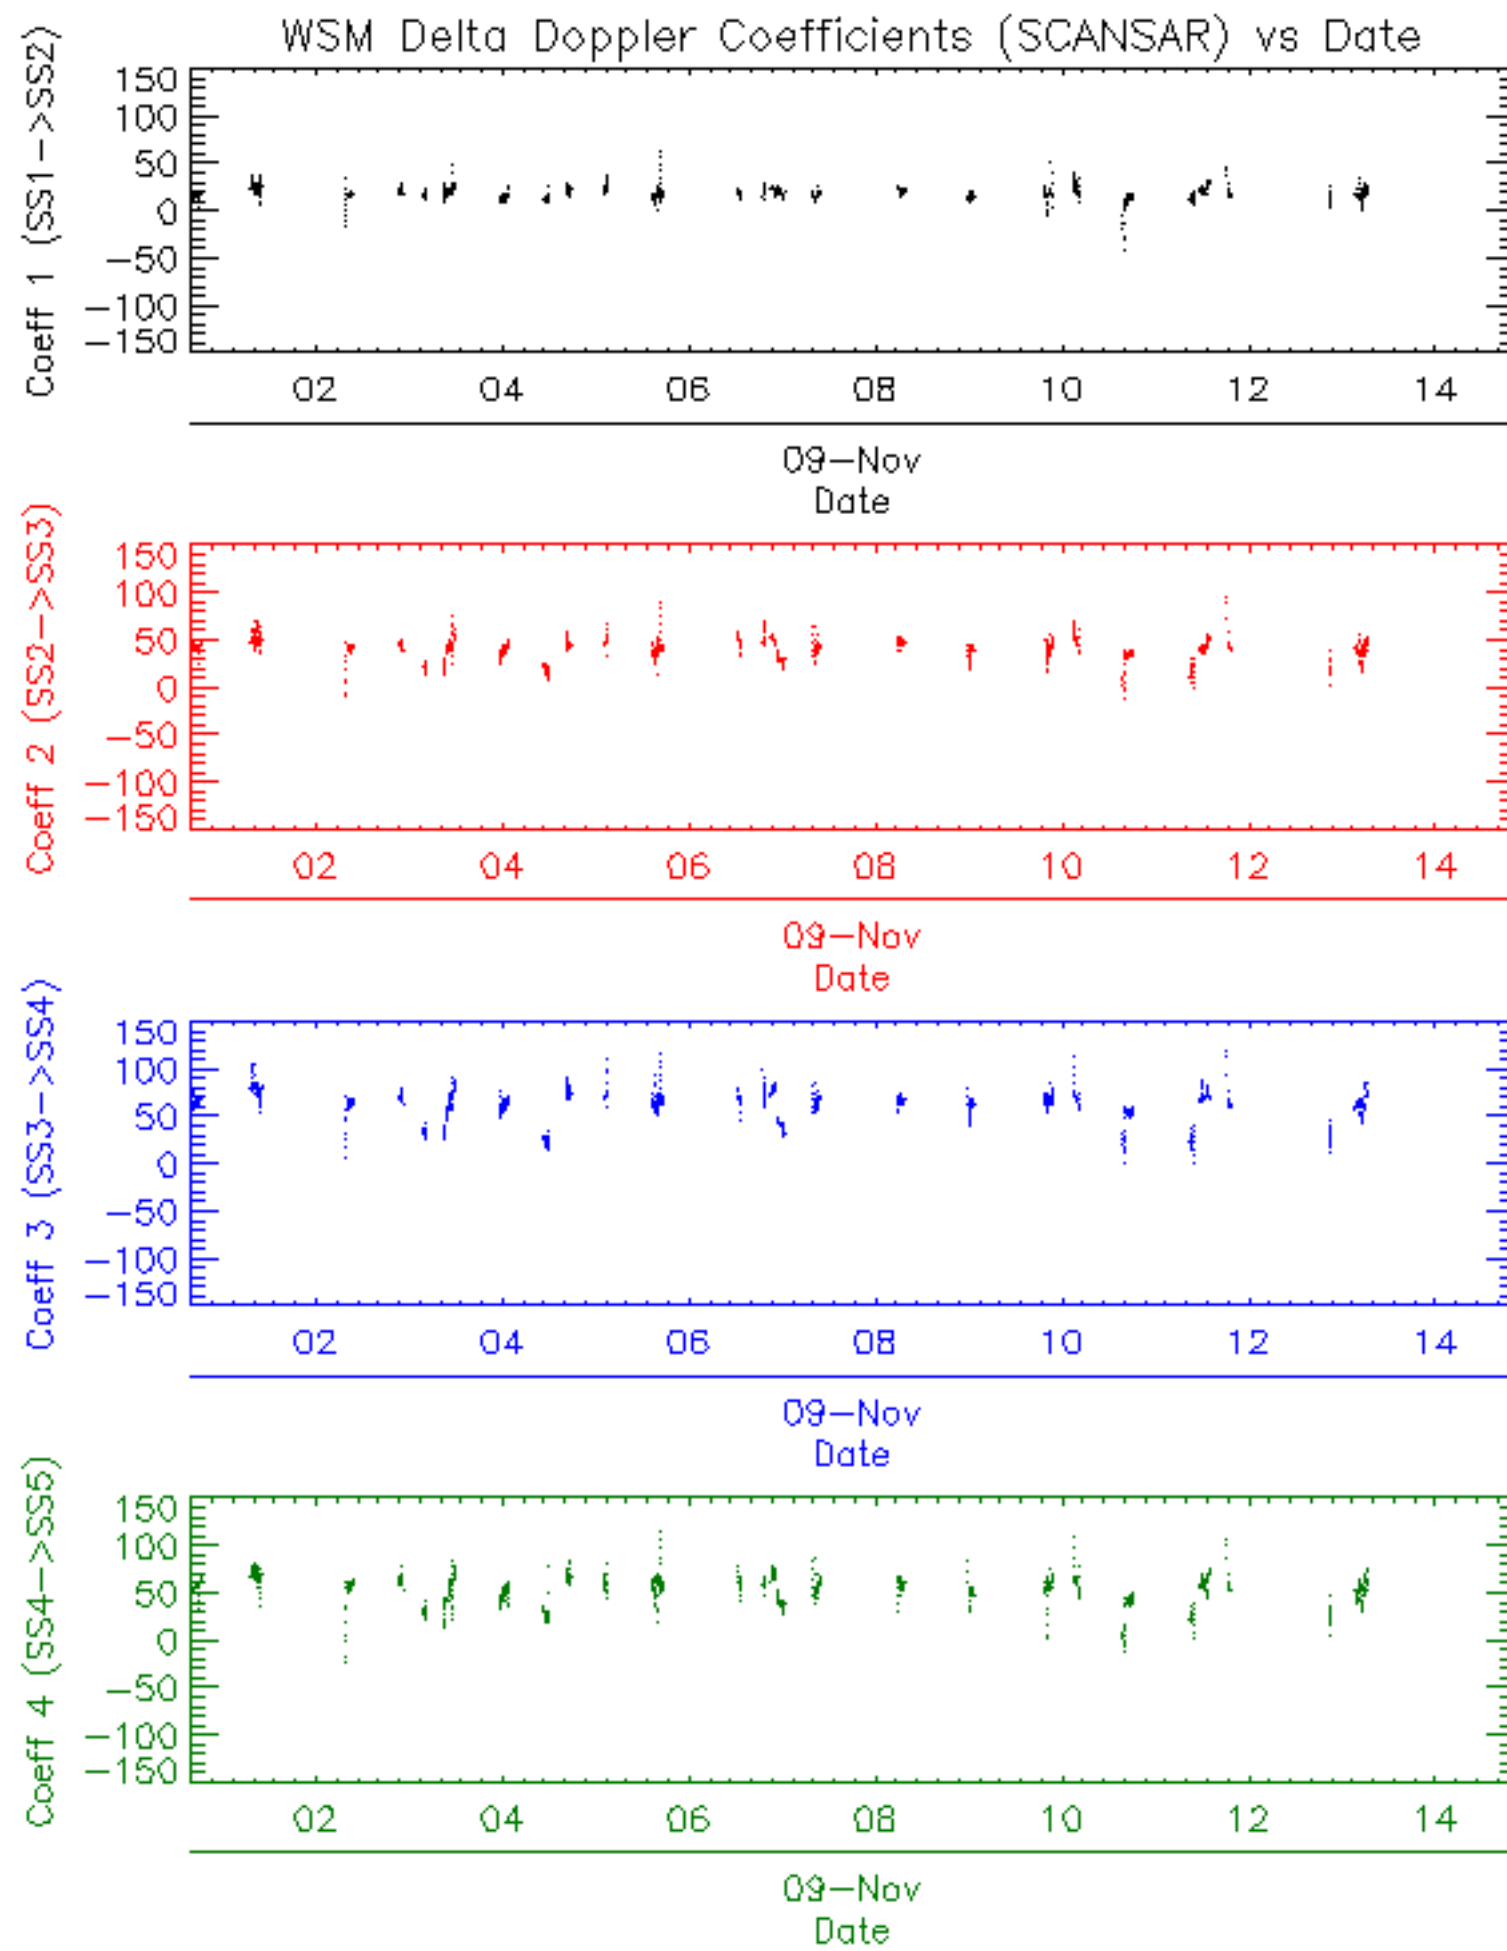 WSM Delta Doppler Coefficients (SCANSAR) vs Date
Coeff 1 (SS1->SS2)
150
100
50
0
-50
-100
-150
02 04 06 08 10 12 14
09-Nov
Date
Coeff 2 (SS2->SS3)
150
100
50
0
-50
-100
-150
02 04 06 08 10 12 14
09-Nov
Date
Coeff 3 (SS3->SS4)
150
100
50
0
-50
-100
-150
02 04 06 08 10 12 14
09-Nov
Date
Coeff 4 (SS4->SS5)
150
100
50
0
-50
-100
-150
02 04 06 08 10 12 14
09-Nov
Date